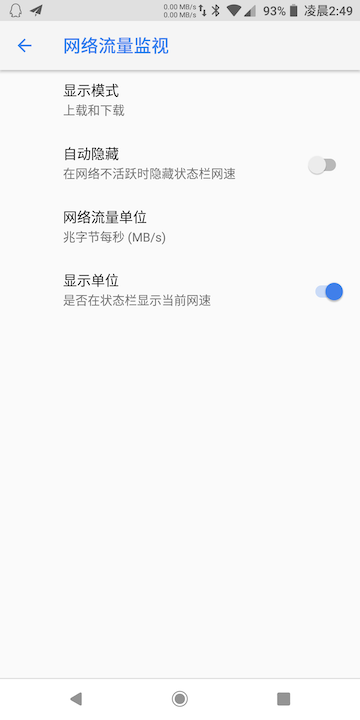 0.00 MB/s
0.00 MB/s
93%
凌晨2:49
网络流量监视
显示模式
上载和下载
自动隐藏
在网络不活跃时隐藏状态栏网速
网络流量单位
兆字节每秒 (MB/s)
显示单位
是否在状态栏显示当前网速